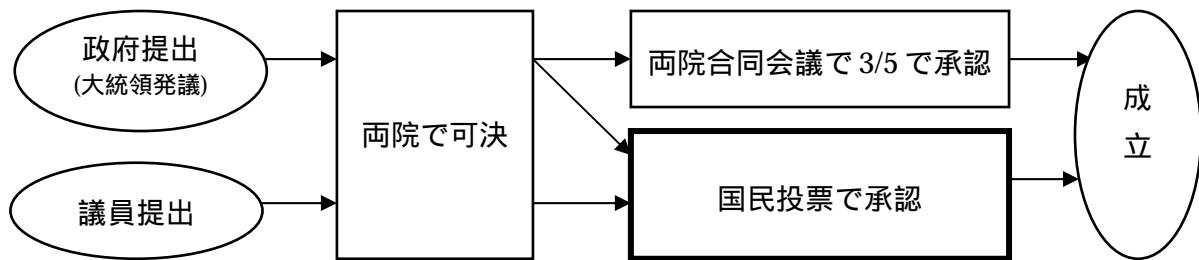 政府提出
(大統領発議)
議員提出
両院で可決
両院合同会議で 3/5 で承認
国民投票で承認
成
立